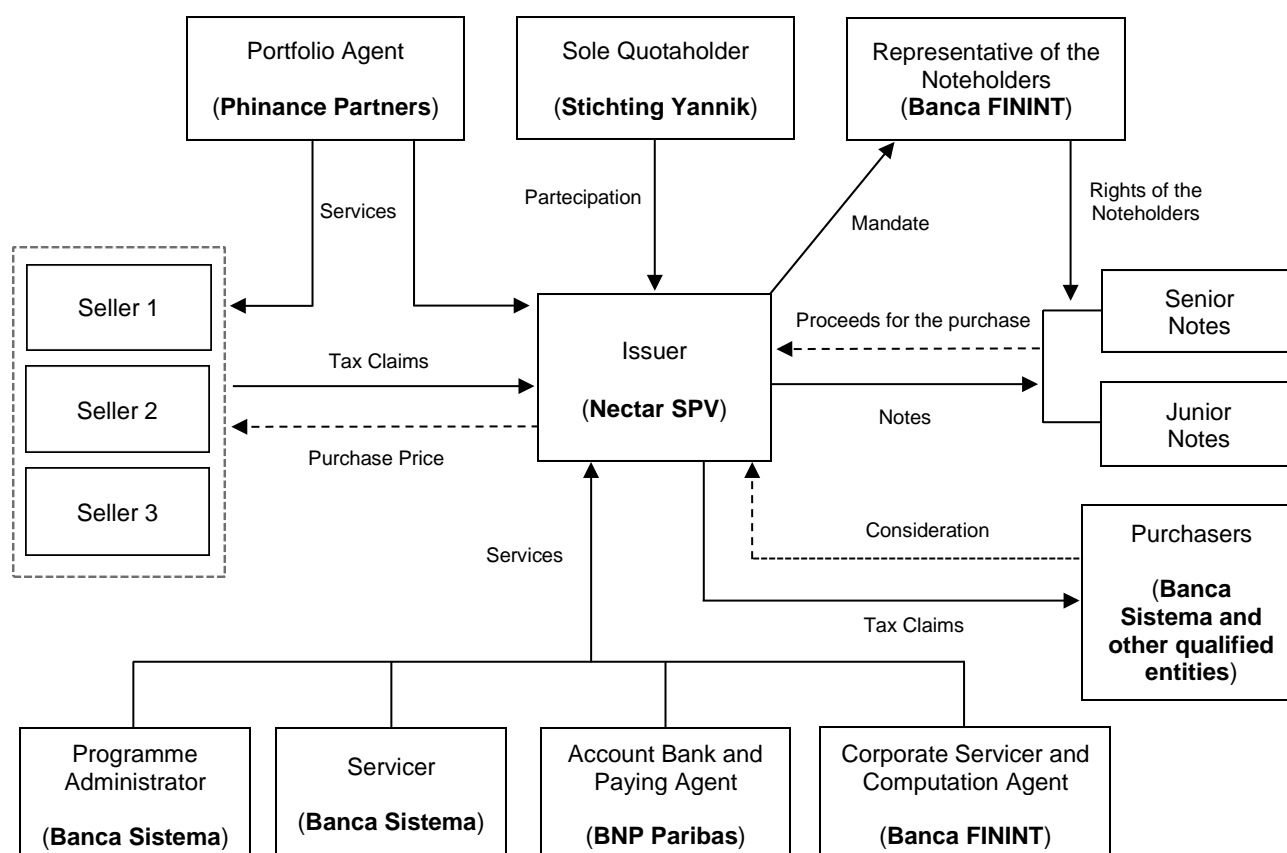 Portfolio Agent
(Phinance Partners)
Sole Quotaholder
(Stichting Yannik)
Representative of the
Noteholders
(Banca FININT)
Services
Partecipation
Mandate
Rights of the
Noteholders
Seller 1
Seller 2
Seller 3
Tax Claims
Purchase Price
Issuer
(Nectar SPV)
Proceeds for the purchase
Notes
Senior
Notes
Junior
Notes
Services
Consideration
Tax Claims
Purchasers
(Banca
Sistema and
other qualified
entities)
Programme
Administrator
(Banca Sistema)
Servicer
(Banca Sistema)
Account Bank and
Paying Agent
(BNP Paribas)
Corporate Servicer and
Computation Agent
(Banca FININT)